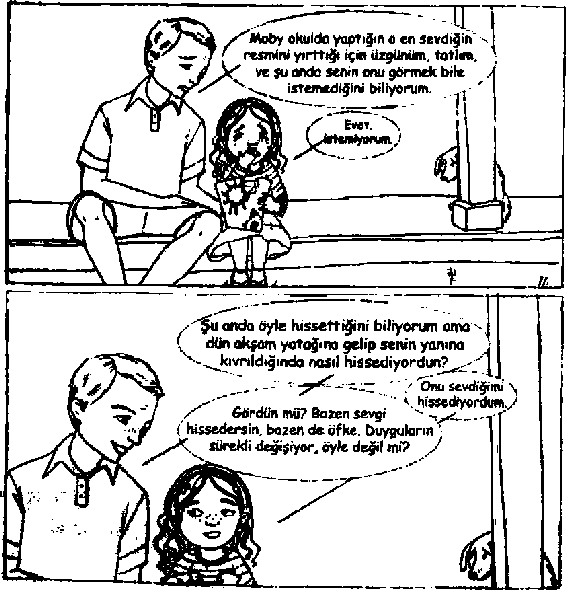 Moby okulda yaptığın o en sevdiğin
resmini yırttığı için üzgünüm, tatlım,
ve şu anda senin onu görmek bile
istemediğini biliyorum.
Evet,
istemiyorum.
Şu anda öyle hissettiğini biliyorum ama
dün akşam yatağına gelip senin yanına
kıvrıldığında nasıl hissediyordun?
Onu sevdiğimi
hissediyordum.
Gördün mü? Bazen sevgi
hissedersin, bazen de öfke. Duyguların
sürekli değişiyor, öyle değil mi?